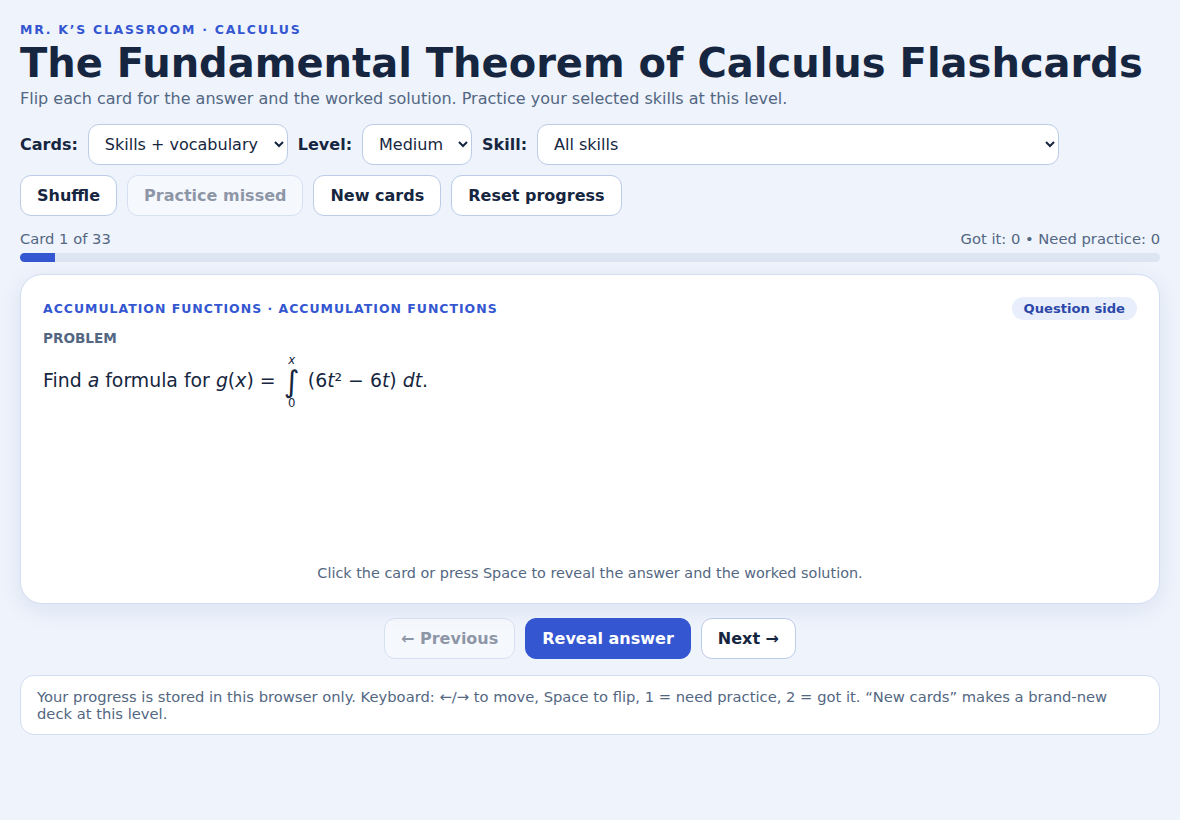 MR. K’S CLASSROOM · CALCULUS
The Fundamental Theorem of Calculus Flashcards
Flip each card for the answer and the worked solution. Practice your selected skills at this level.
Cards: Skills + vocabulary Level: Medium Skill: All skills
Shuffle Practice missed New cards Reset progress
Card 1 of 33 Got it: 0 • Need practice: 0
ACCUMULATION FUNCTIONS · ACCUMULATION FUNCTIONS Question side
PROBLEM
Find a formula for g(x) = ∫₀ˣ (6t² − 6t) dt.
Click the card or press Space to reveal the answer and the worked solution.
← Previous Reveal answer Next →
Your progress is stored in this browser only. Keyboard: ←/→ to move, Space to flip, 1 = need practice, 2 = got it. “New cards” makes a brand-new
deck at this level.